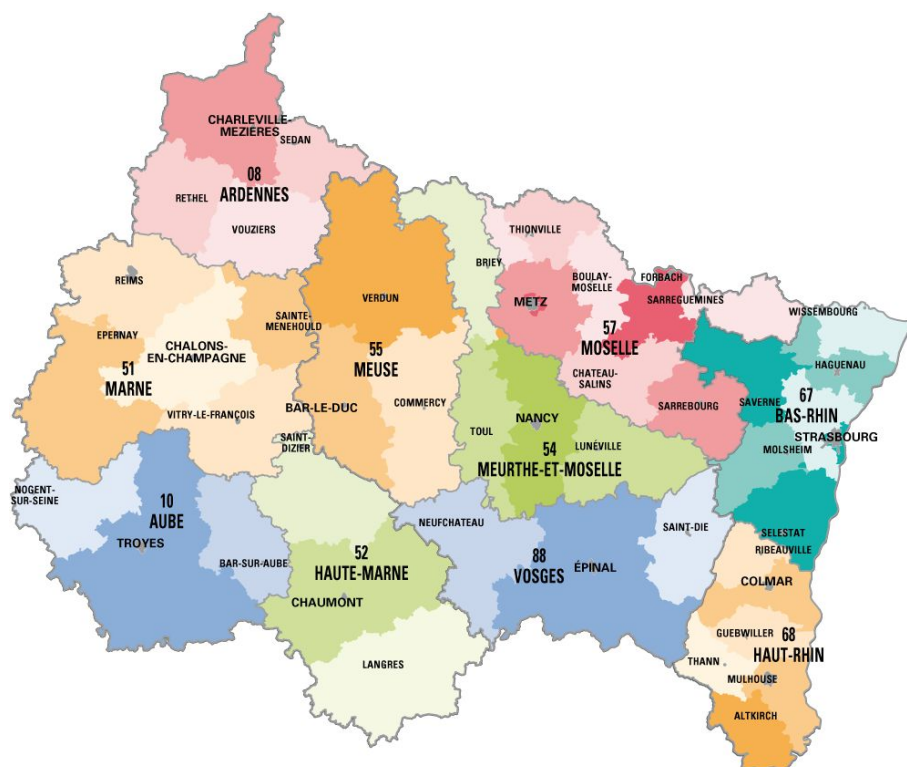 CHARLEVILLE-
MEZIÈRES
SEDAN
08
ARDENNES
RETHEL
VOUZIERS
REIMS
EPERNAY
SAINTE-
MENEHOULD
CHALONS-
EN-CHAMPAGNE
51
MARNE
VITRY-LE-FRANÇOIS
VERDUN
55
MEUSE
BAR-LE-DUC
COMMERCY
BRIEY
THIONVILLE
BOULAY-
MOSELLE
FORBACH
METZ
SARREGUEMINES
57
MOSELLE
CHATEAU-
SALINS
SARREBOURG
WISSEMBOURG
HAGUENAU
SAVERNE
67
BAS-RHIN
STRASBOURG
MOLSHEIM
SELESTAT
NANCY
TOUL
LUNÉVILLE
54
MEURTHE-ET-MOSELLE
SAINT-
DIZIER
NOGENT-
SUR-SEINE
10
AUBE
TROYES
BAR-SUR-AUBE
52
HAUTE-MARNE
CHAUMONT
LANGRES
NEUFCHATEAU
88
VOSGES
ÉPINAL
SAINT-DIE
RIBEAUVILLE
COLMAR
GUEBWILLER
68
HAUT-RHIN
THANN
MULHOUSE
ALTKIRCH